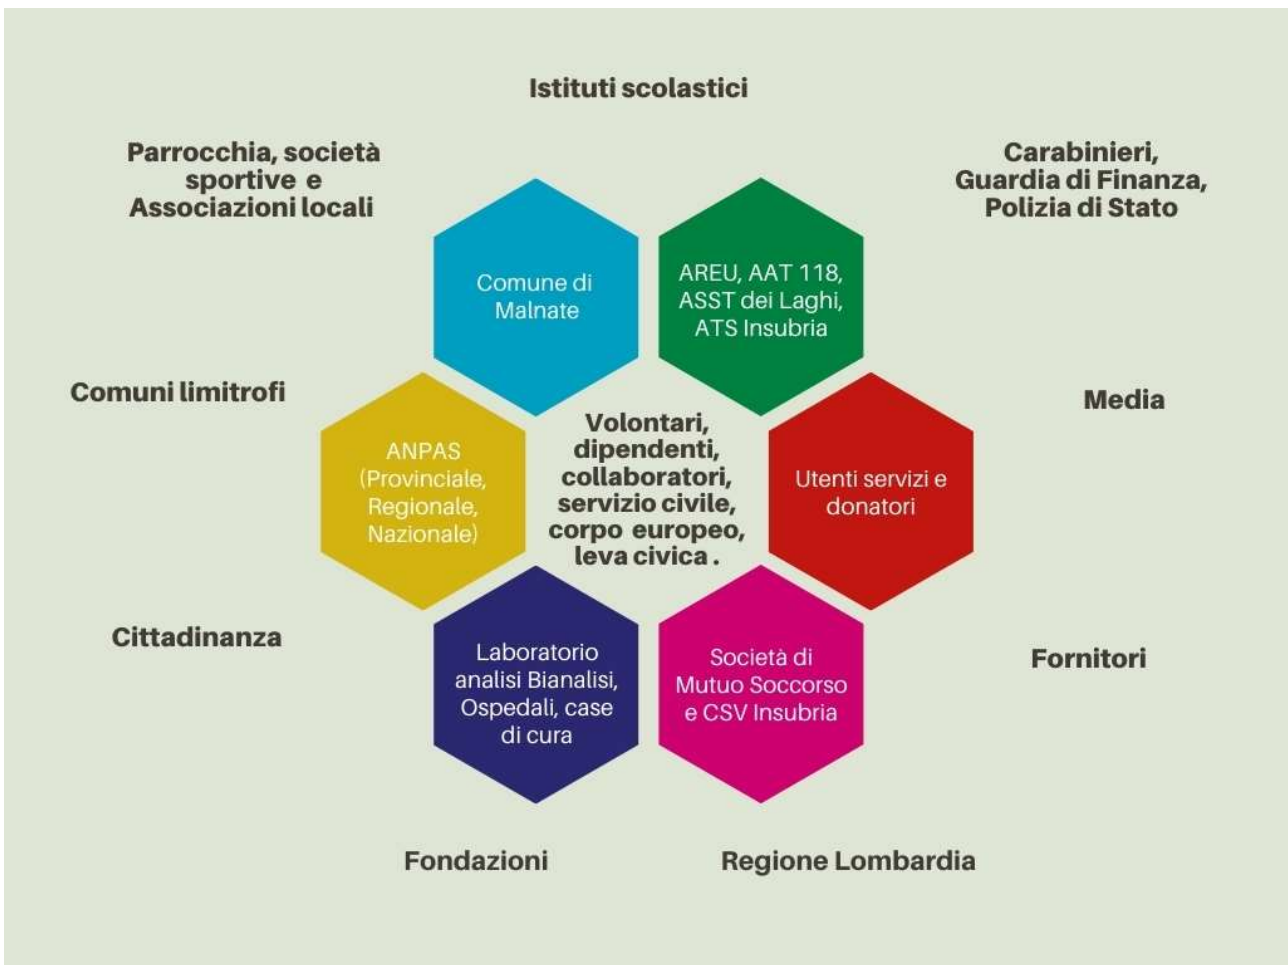 Istituti scolastici
Parrocchia, società
sportive e
Associazioni locali
Carabinieri,
Guardia di Finanza,
Polizia di Stato
Comune di
Malnate
AREU, AAT 118,
ASST dei Laghi,
ATS Insubria
Comuni limitrofi
Media
ANPAS
(Provinciale,
Regionale,
Nazionale)
Volontari,
dipendenti,
collaboratori,
servizio civile,
corpo europeo,
leva civica .
Utenti servizi e
donatori
Cittadinanza
Laboratorio
analisi Bianalisi,
Ospedali, case
di cura
Società di
Mutuo Soccorso
e CSV Insubria
Fornitori
Fondazioni
Regione Lombardia